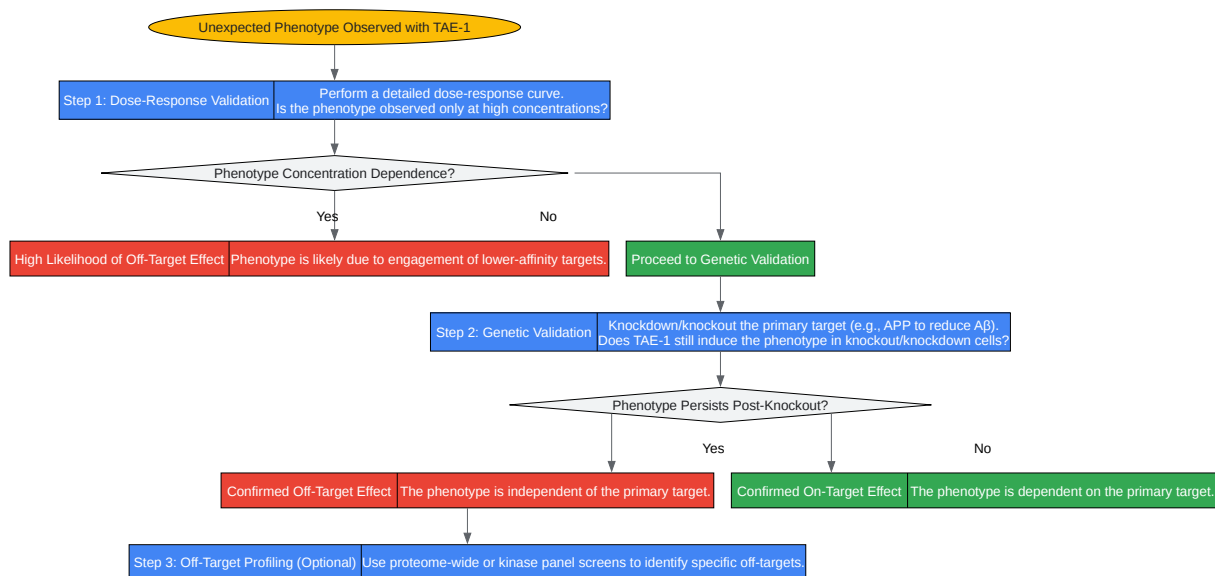 Unexpected Phenotype Observed with TAE-1
Step 1: Dose-Response Validation
Perform a detailed dose-response curve.
Is the phenotype observed only at high concentrations?
Phenotype Concentration Dependence?
Yes
No
High Likelihood of Off-Target Effect
Phenotype is likely due to engagement of lower-affinity targets.
Proceed to Genetic Validation
Step 2: Genetic Validation
Knockdown/knockout the primary target (e.g., APP to reduce Aβ).
Does TAE-1 still induce the phenotype in knockout/knockdown cells?
Phenotype Persists Post-Knockout?
Yes
No
Confirmed Off-Target Effect
The phenotype is independent of the primary target.
Confirmed On-Target Effect
The phenotype is dependent on the primary target.
Step 3: Off-Target Profiling (Optional)
Use proteome-wide or kinase panel screens to identify specific off-targets.